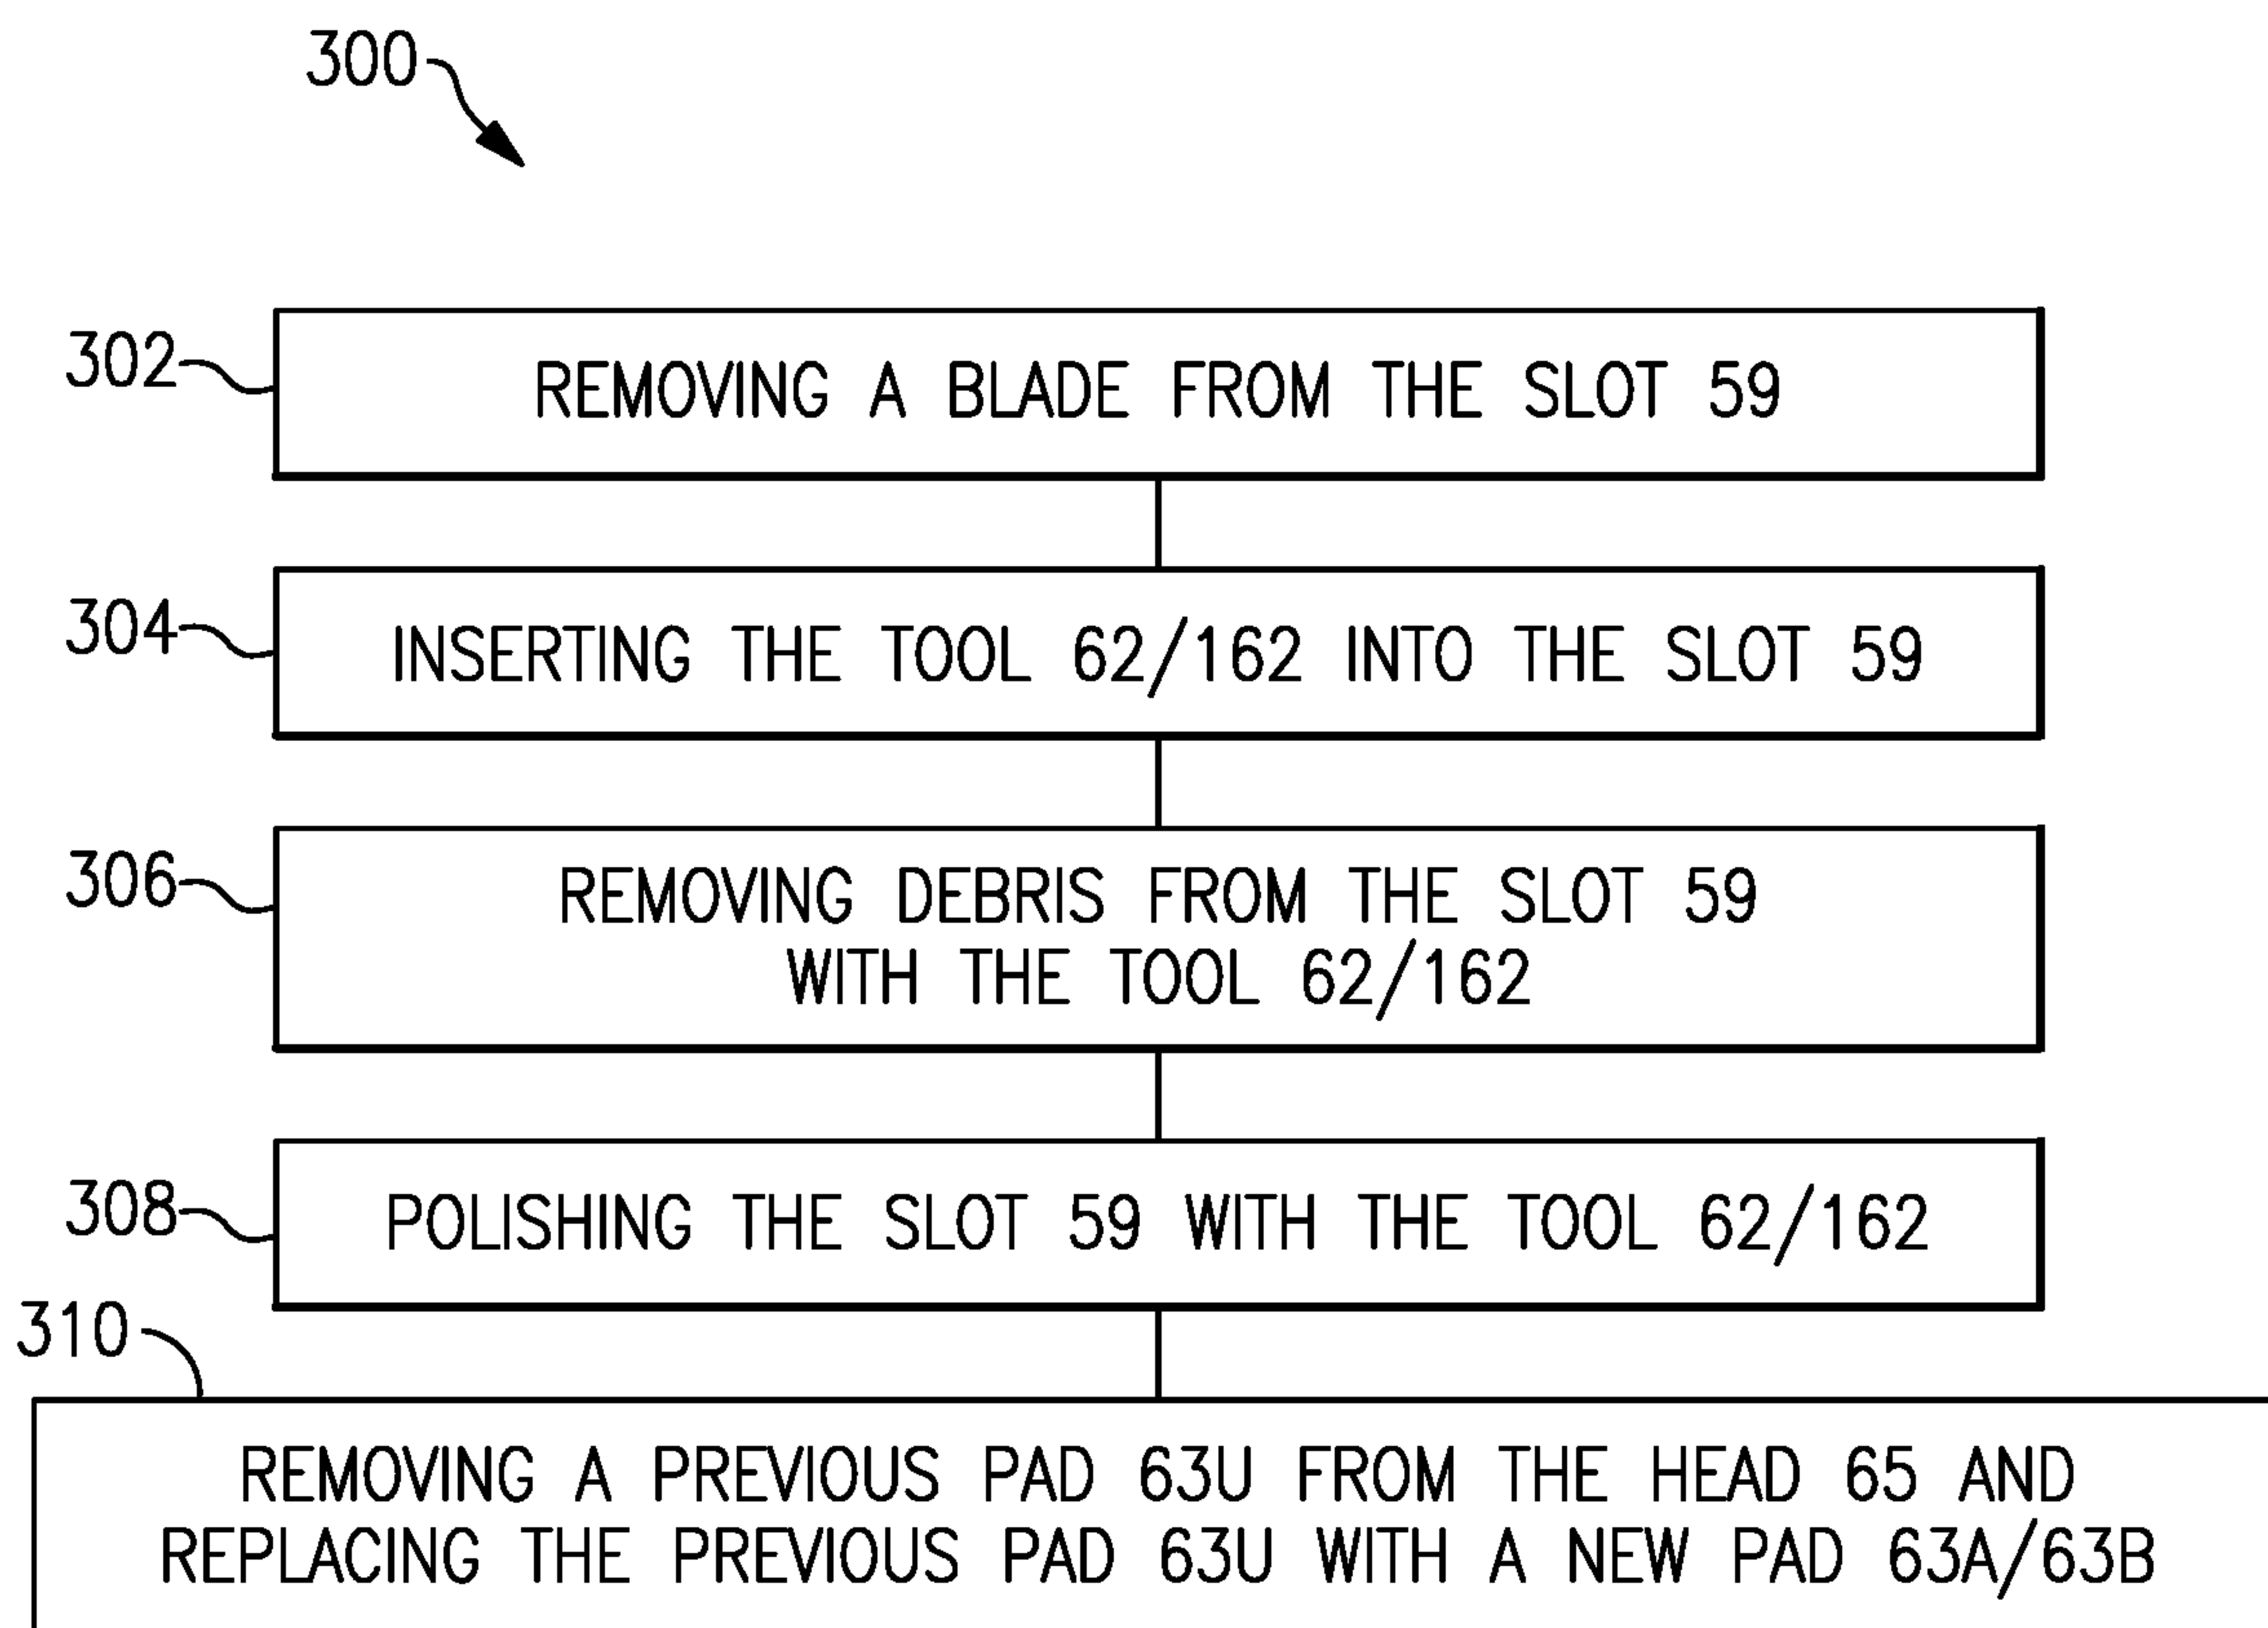 300
302
REMOVING A BLADE FROM THE SLOT 59
304
INSERTING THE TOOL 62/162 INTO THE SLOT 59
306
REMOVING DEBRIS FROM THE SLOT 59
WITH THE TOOL 62/162
308
POLISHING THE SLOT 59 WITH THE TOOL 62/162
310
REMOVING A PREVIOUS PAD 63U FROM THE HEAD 65 AND
REPLACING THE PREVIOUS PAD 63U WITH A NEW PAD 63A/63B